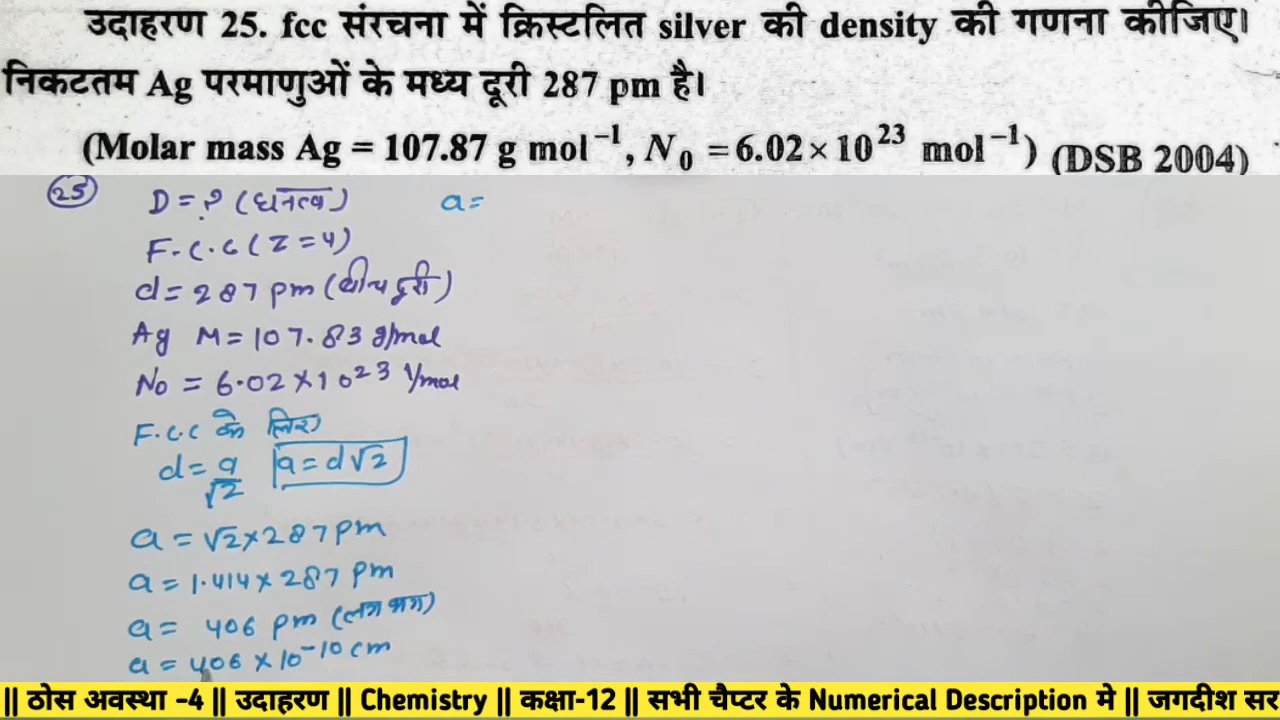 उदाहरण 25. fcc संरचना में क्रिस्टलित silver की density की गणना कीजिए।
निकटतम Ag परमाणुओं के मध्य दूरी 287 pm है।
(Molar mass Ag = 107.87 g mol⁻¹, N₀ = 6.02 × 10²³ mol⁻¹) (DSB 2004)
(25) D = ? (घनत्व) a =
F.C.C (Z = 4)
d = 287 pm (बीच दुरी)
Ag M = 107.83 g/mol
No = 6.02 × 10²³ 1/mol
F.C.C के लिए
d = a/√2 a = d√2
a = √2 × 287 pm
a = 1.414 × 287 pm
a = 406 pm (लगभग)
a = 406 × 10⁻¹⁰ cm
|| ठोस अवस्था -4 || उदाहरण || Chemistry || कक्षा-12 || सभी चैप्टर के Numerical Description मे || जगदीश सर